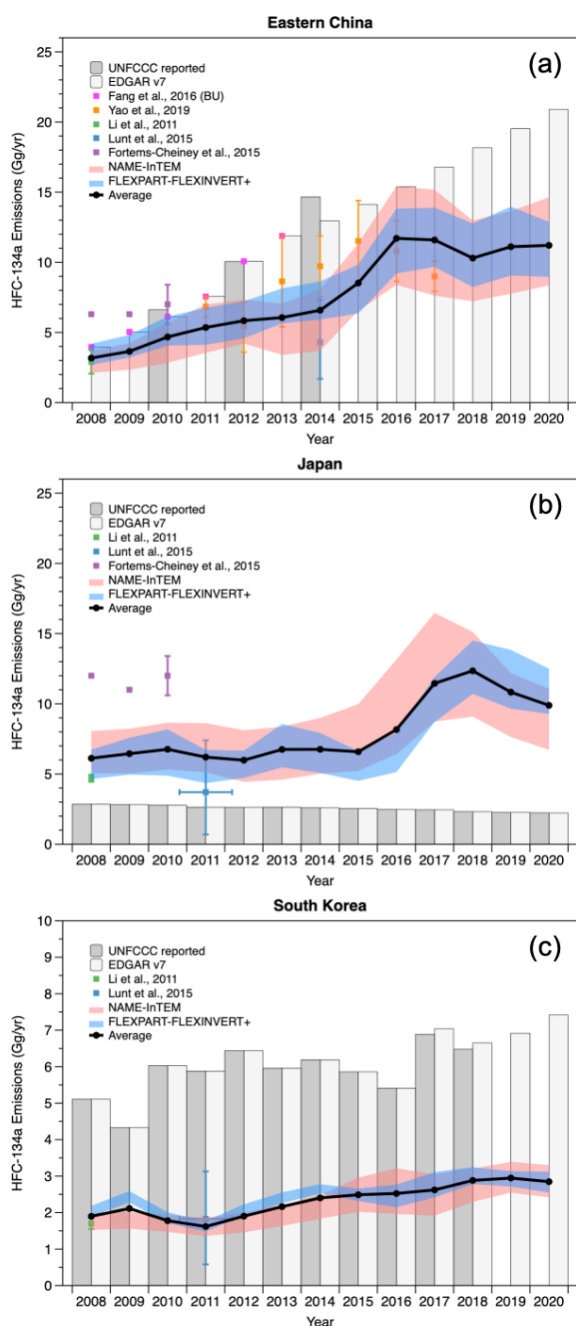 Eastern China
(a)
UNFCCC reported
EDGAR v7
Fang et al., 2016 (BU)
Yao et al., 2019
Li et al., 2011
Lunt et al., 2015
Fortems-Cheiney et al., 2015
NAME-InTEM
FLEXPART-FLEXINVERT+
Average
HFC-134a Emissions (Gg/yr)
25
20
15
10
5
0
2008 2009 2010 2011 2012 2013 2014 2015 2016 2017 2018 2019 2020
Year
Japan
(b)
UNFCCC reported
EDGAR v7
Li et al., 2011
Lunt et al., 2015
Fortems-Cheiney et al., 2015
NAME-InTEM
FLEXPART-FLEXINVERT+
Average
HFC-134a Emissions (Gg/yr)
25
20
15
10
5
0
2008 2009 2010 2011 2012 2013 2014 2015 2016 2017 2018 2019 2020
Year
South Korea
(c)
UNFCCC reported
EDGAR v7
Li et al., 2011
Lunt et al., 2015
NAME-InTEM
FLEXPART-FLEXINVERT+
Average
HFC-134a Emissions (Gg/yr)
10
9
8
7
6
5
4
3
2
1
0
2008 2009 2010 2011 2012 2013 2014 2015 2016 2017 2018 2019 2020
Year